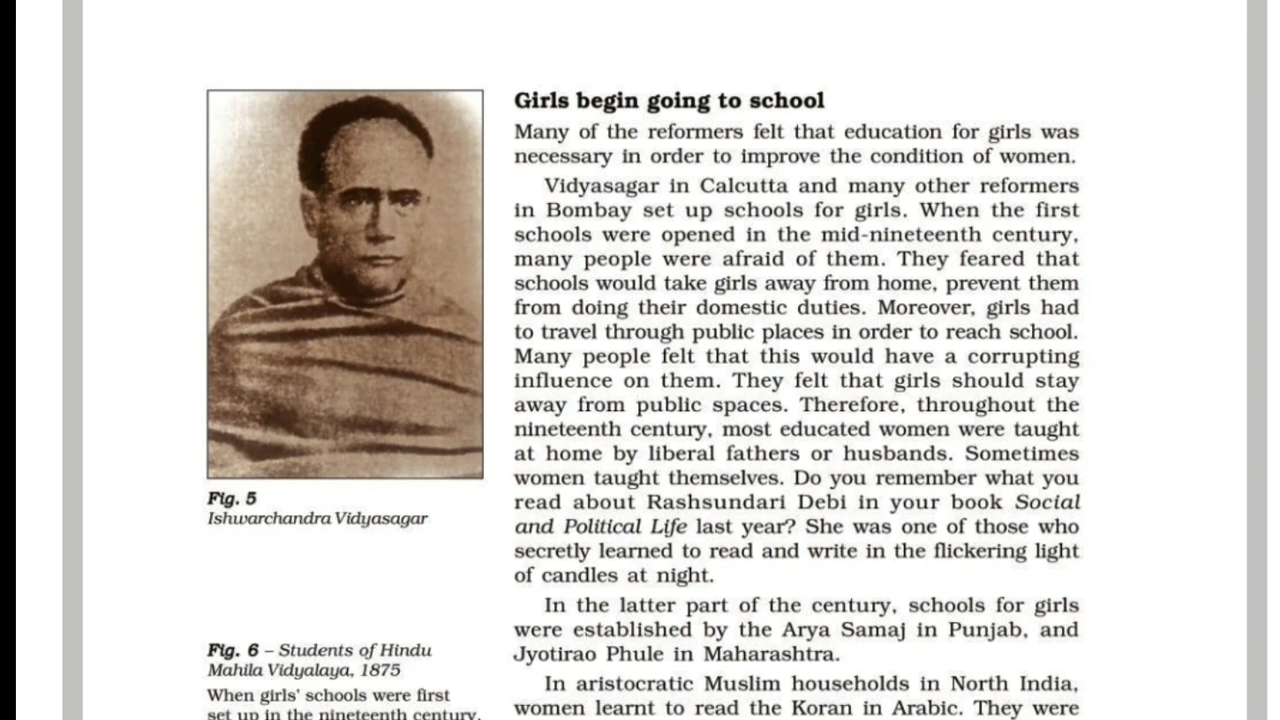 Girls begin going to school
Many of the reformers felt that education for girls was
necessary in order to improve the condition of women.
Vidyasagar in Calcutta and many other reformers
in Bombay set up schools for girls. When the first
schools were opened in the mid-nineteenth century,
many people were afraid of them. They feared that
schools would take girls away from home, prevent them
from doing their domestic duties. Moreover, girls had
to travel through public places in order to reach school.
Many people felt that this would have a corrupting
influence on them. They felt that girls should stay
away from public spaces. Therefore, throughout the
nineteenth century, most educated women were taught
at home by liberal fathers or husbands. Sometimes
women taught themselves. Do you remember what you
read about Rashsundari Debi in your book Social
and Political Life last year? She was one of those who
secretly learned to read and write in the flickering light
of candles at night.
In the latter part of the century, schools for girls
were established by the Arya Samaj in Punjab, and
Jyotirao Phule in Maharashtra.
In aristocratic Muslim households in North India,
women learnt to read the Koran in Arabic. They were
Fig. 5
Ishwarchandra Vidyasagar
Fig. 6 – Students of Hindu
Mahila Vidyalaya, 1875
When girls' schools were first
set up in the nineteenth century,